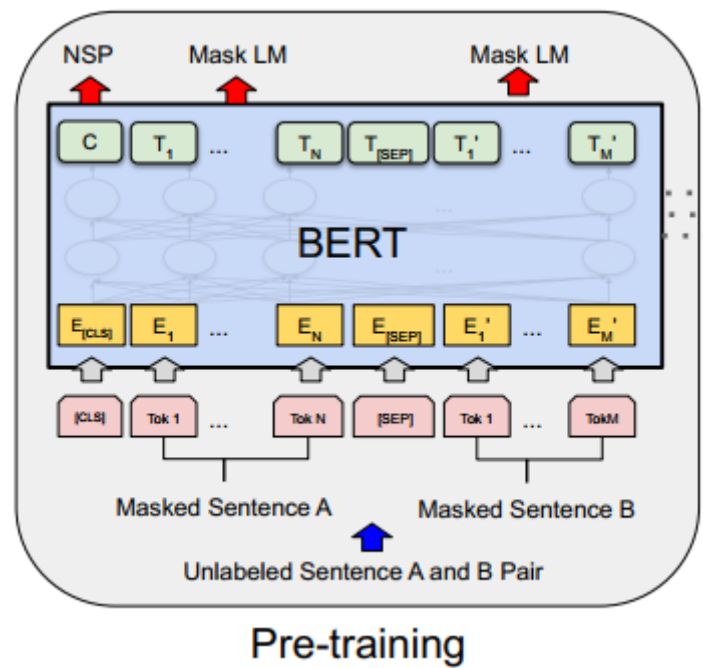 NSP Mask LM Mask LM
C T1 ... TN T[SEP] T1' ... TM'
...
BERT
...
E[CLS] E1 ... EN E[SEP] E1' ... EM'
[CLS] Tok 1 ... Tok N [SEP] Tok 1 ... TokM
Masked Sentence A Masked Sentence B
Unlabeled Sentence A and B Pair
Pre-training